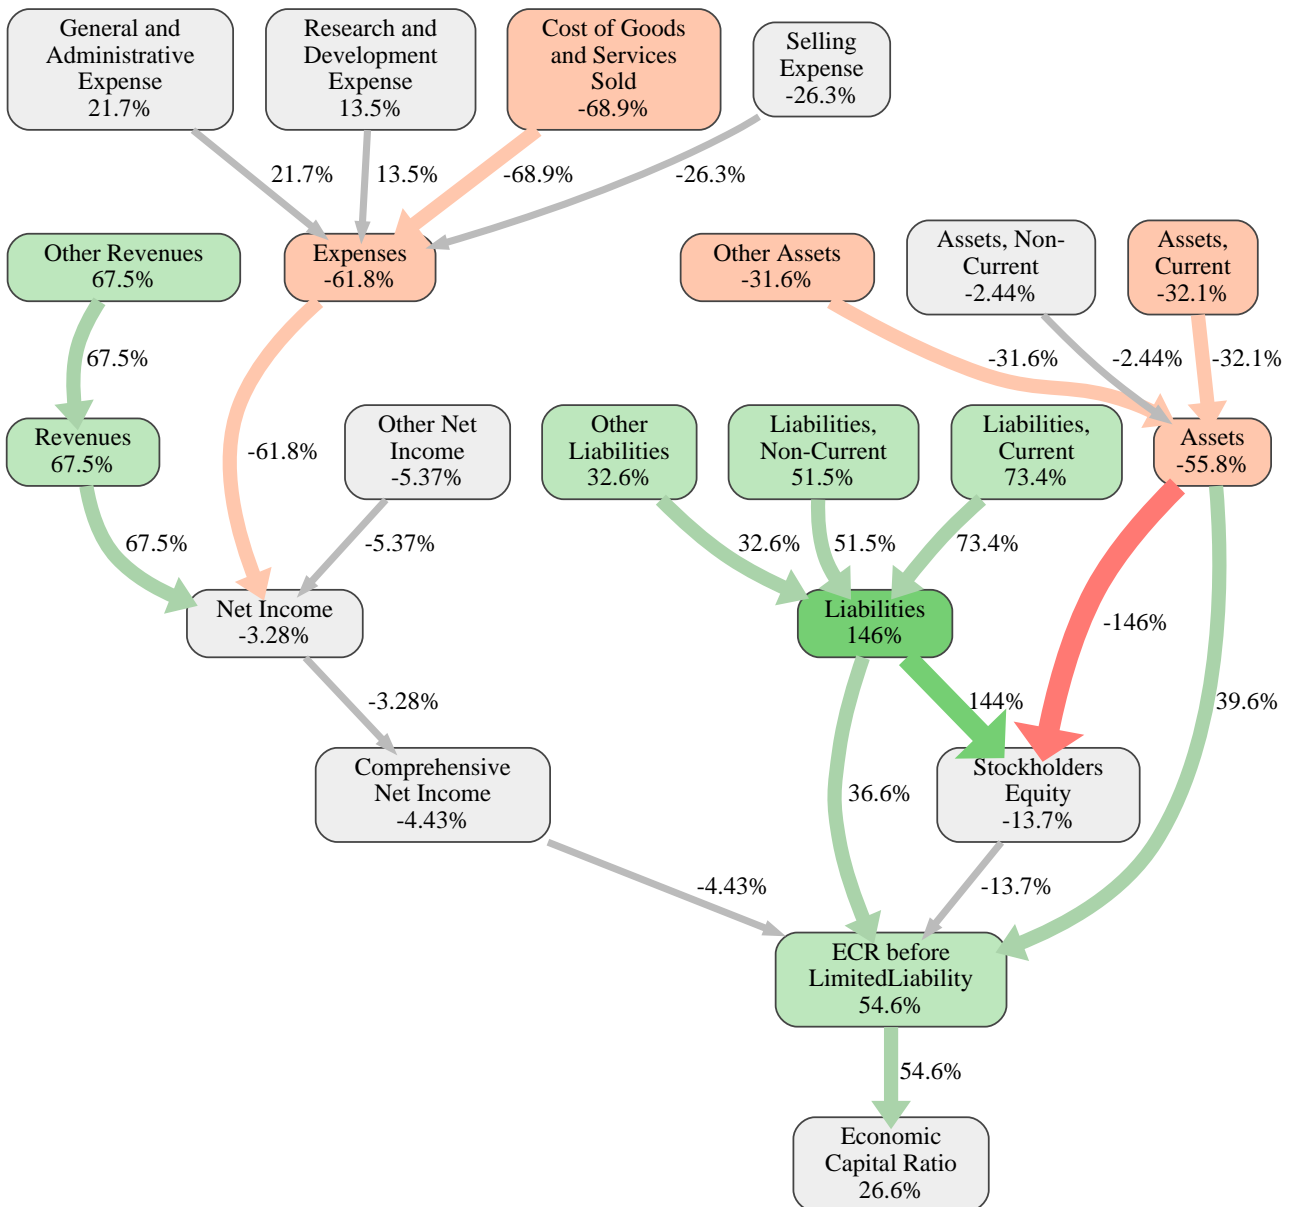 General and
Administrative
Expense
21.7%
Research and
Development
Expense
13.5%
Cost of Goods
and Services
Sold
-68.9%
Selling
Expense
-26.3%
21.7%
13.5%
-68.9%
-26.3%
Other Revenues
67.5%
Expenses
-61.8%
Other Assets
-31.6%
Assets, Non-
Current
-2.44%
Assets,
Current
-32.1%
67.5%
-31.6%
-2.44%
-32.1%
Revenues
67.5%
-61.8%
Other Net
Income
-5.37%
Other
Liabilities
32.6%
Liabilities,
Non-Current
51.5%
Liabilities,
Current
73.4%
Assets
-55.8%
67.5%
-5.37%
32.6%
51.5%
73.4%
Net Income
-3.28%
Liabilities
146%
-146%
-3.28%
144%
39.6%
Comprehensive
Net Income
-4.43%
36.6%
Stockholders
Equity
-13.7%
-4.43%
-13.7%
ECR before
LimitedLiability
54.6%
54.6%
Economic
Capital Ratio
26.6%